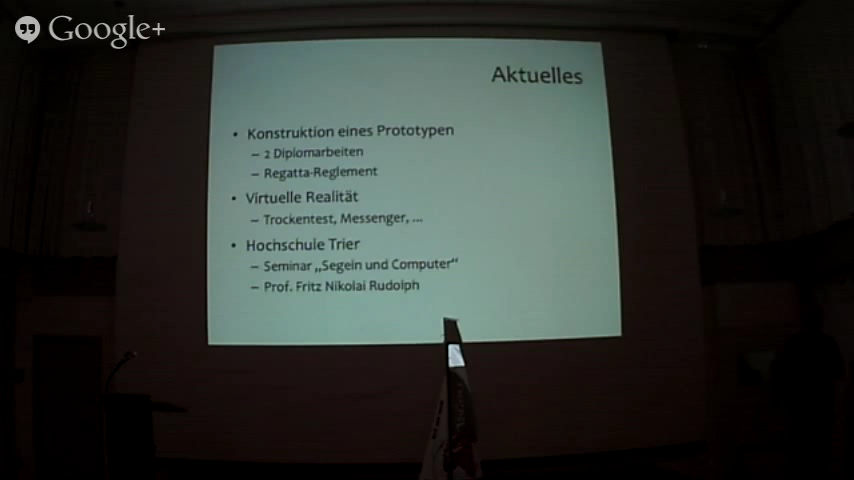 Google+
Aktuelles
• Konstruktion eines Prototypen
– 2 Diplomarbeiten
– Regatta-Reglement
• Virtuelle Realität
– Trockentest, Messenger, ...
• Hochschule Trier
– Seminar „Segeln und Computer“
– Prof. Fritz Nikolai Rudolph